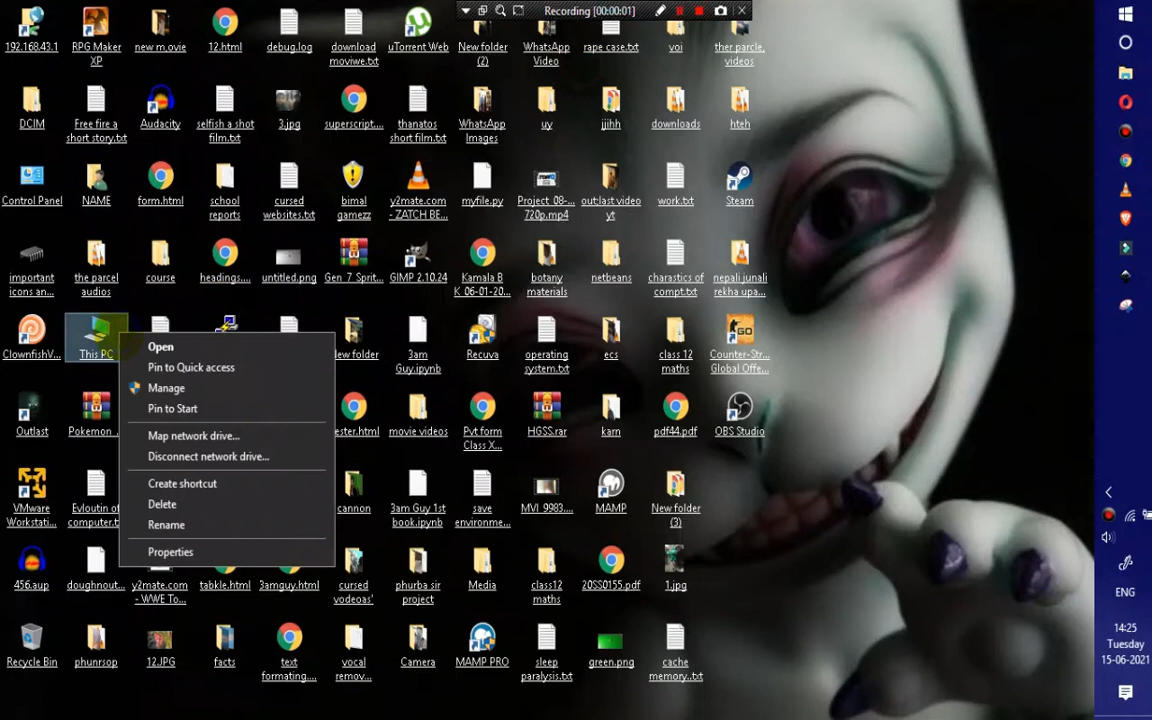 Recording [00:00:01]
192.168.43.1
RPG Maker
XP
new m.ovie
12.html
debug.log
download
moviwe.txt
uTorrent Web
New folder
(2)
WhatsApp
Video
rape case.txt
voi
ther parcle,
videos
DCIM
Free fire a
short story.txt
Audacity
selfish a shot
film.txt
3.jpg
superscript....
thanatos
short film.txt
WhatsApp
Images
uy
jjihh
downloads
hteh
Control Panel
NAME
form.html
school
reports
cursed
websites.txt
bimal
gamezz
y2mate.com
- ZATCH BE...
myfile.py
Project_08-...
720p.mp4
outlast video
yt
work.txt
Steam
important
icons an...
the parcel
audios
course
headings....
untitled.png
Gen_7 Sprit...
GIMP 2.10.24
Kamala B
K_06-01-20...
botany
materials
netbeans
charastics of
compt.txt
nepali junali
rekha upa...
ClownfishV...
This PC
New folder
3am
Guy.ipynb
Recuva
operating
system.txt
ecs
class 12
maths
Counter-Str...
Global Offe...
Open
Pin to Quick access
Manage
Pin to Start
Map network drive...
Disconnect network drive...
Create shortcut
Delete
Rename
Properties
Outlast
Pokemon_...
ester.html
movie videos
Pvt form
Class X...
HGSS.rar
karn
pdf44.pdf
OBS Studio
VMware
Workstati...
Evloutin of
computer.t...
cannon
3am Guy 1st
book.ipynb
save
environme...
MVI_9983....
MAMP
New folder
(3)
456.aup
doughnout...
y2mate.com
- WWE To...
tabkle.html
3amguy.html
cursed
vodeoas'
phurba sir
project
Media
class12
maths
20SS0155.pdf
1.jpg
Recycle Bin
phunrsop
12.JPG
facts
text
formating....
vocal
remov...
Camera
MAMP PRO
sleep
paralysis.txt
green.png
cache
memory..txt
ENG
14:25
Tuesday
15-06-2021